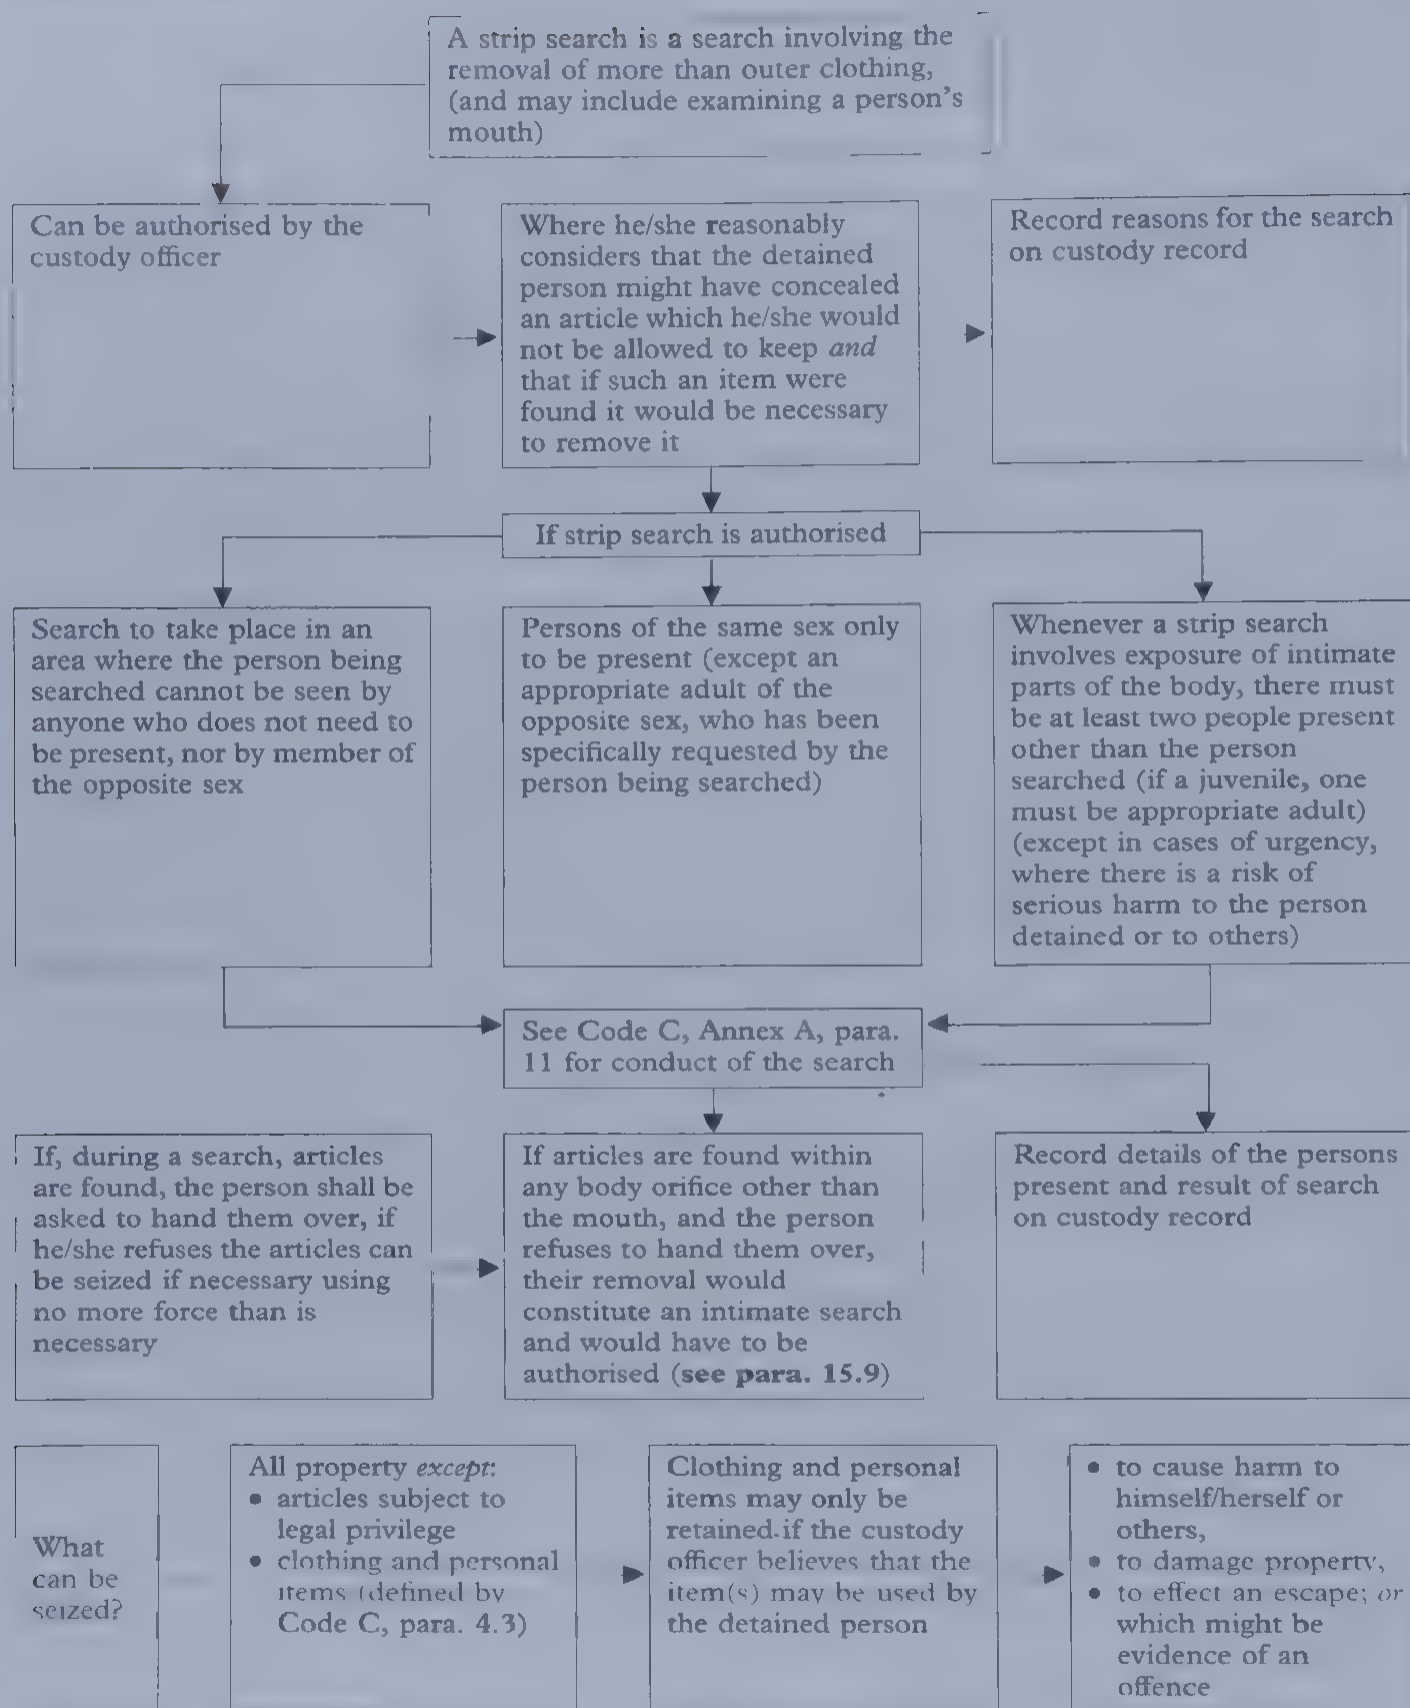 A strip search is a search involving the
removal of more than outer clothing,
(and may include examining a person's
mouth)
Can be authorised by the
custody officer
Where he/she reasonably
considers that the detained
person might have concealed
an article which he/she would
not be allowed to keep and
that if such an item were
found it would be necessary
to remove it
Record reasons for the search
on custody record
If strip search is authorised
Search to take place in an
area where the person being
searched cannot be seen by
anyone who does not need to
be present, nor by member of
the opposite sex
Persons of the same sex only
to be present (except an
appropriate adult of the
opposite sex, who has been
specifically requested by the
person being searched)
Whenever a strip search
involves exposure of intimate
parts of the body, there must
be at least two people present
other than the person
searched (if a juvenile, one
must be appropriate adult)
(except in cases of urgency,
where there is a risk of
serious harm to the person
detained or to others)
See Code C, Annex A, para.
11 for conduct of the search
If, during a search, articles
are found, the person shall be
asked to hand them over, if
he/she refuses the articles can
be seized if necessary using
no more force than is
necessary
If articles are found within
any body orifice other than
the mouth, and the person
refuses to hand them over,
their removal would
constitute an intimate search
and would have to be
authorised (see para. 15.9)
Record details of the persons
present and result of search
on custody record
What
can be
seized?
All property except:
• articles subject to
legal privilege
• clothing and personal
items (defined by
Code C, para. 4.3)
Clothing and personal
items may only be
retained if the custody
officer believes that the
item(s) may be used by
the detained person
• to cause harm to
himself/herself or
others,
• to damage property,
• to effect an escape; or
which might be
evidence of an
offence